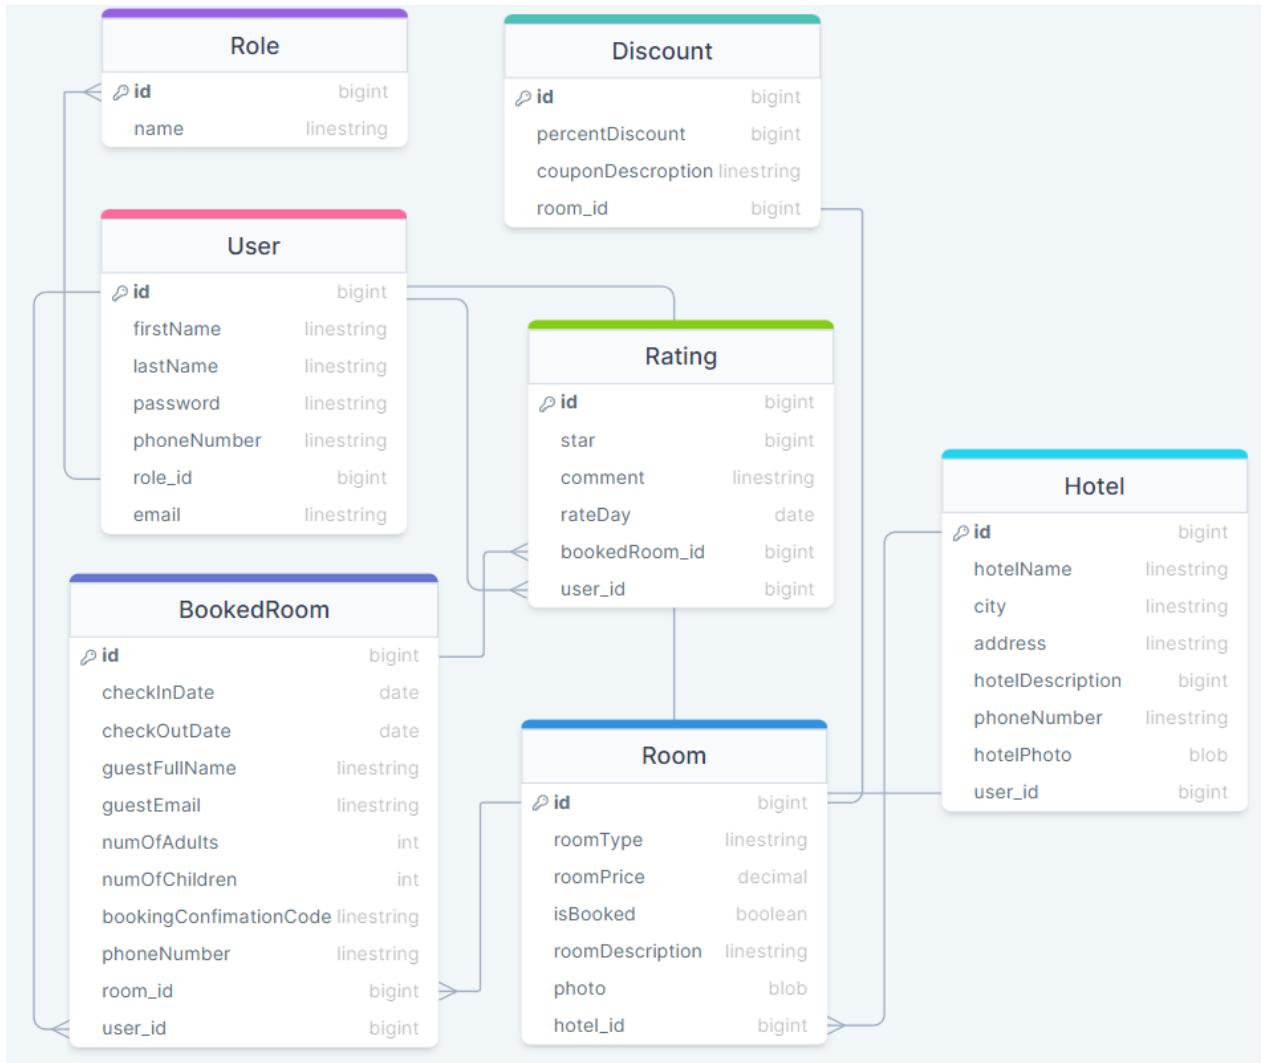 Role
id bigint
name linestring
Discount
id bigint
percentDiscount bigint
couponDescroption linestring
room_id bigint
User
id bigint
firstName linestring
lastName linestring
password linestring
phoneNumber linestring
role_id bigint
email linestring
Rating
id bigint
star bigint
comment linestring
rateDay date
bookedRoom_id bigint
user_id bigint
Hotel
id bigint
hotelName linestring
city linestring
address linestring
hotelDescription bigint
phoneNumber linestring
hotelPhoto blob
user_id bigint
BookedRoom
id bigint
checkInDate date
checkOutDate date
guestFullName linestring
guestEmail linestring
numOfAdults int
numOfChildren int
bookingConfimationCode linestring
phoneNumber linestring
room_id bigint
user_id bigint
Room
id bigint
roomType linestring
roomPrice decimal
isBooked boolean
roomDescription linestring
photo blob
hotel_id bigint